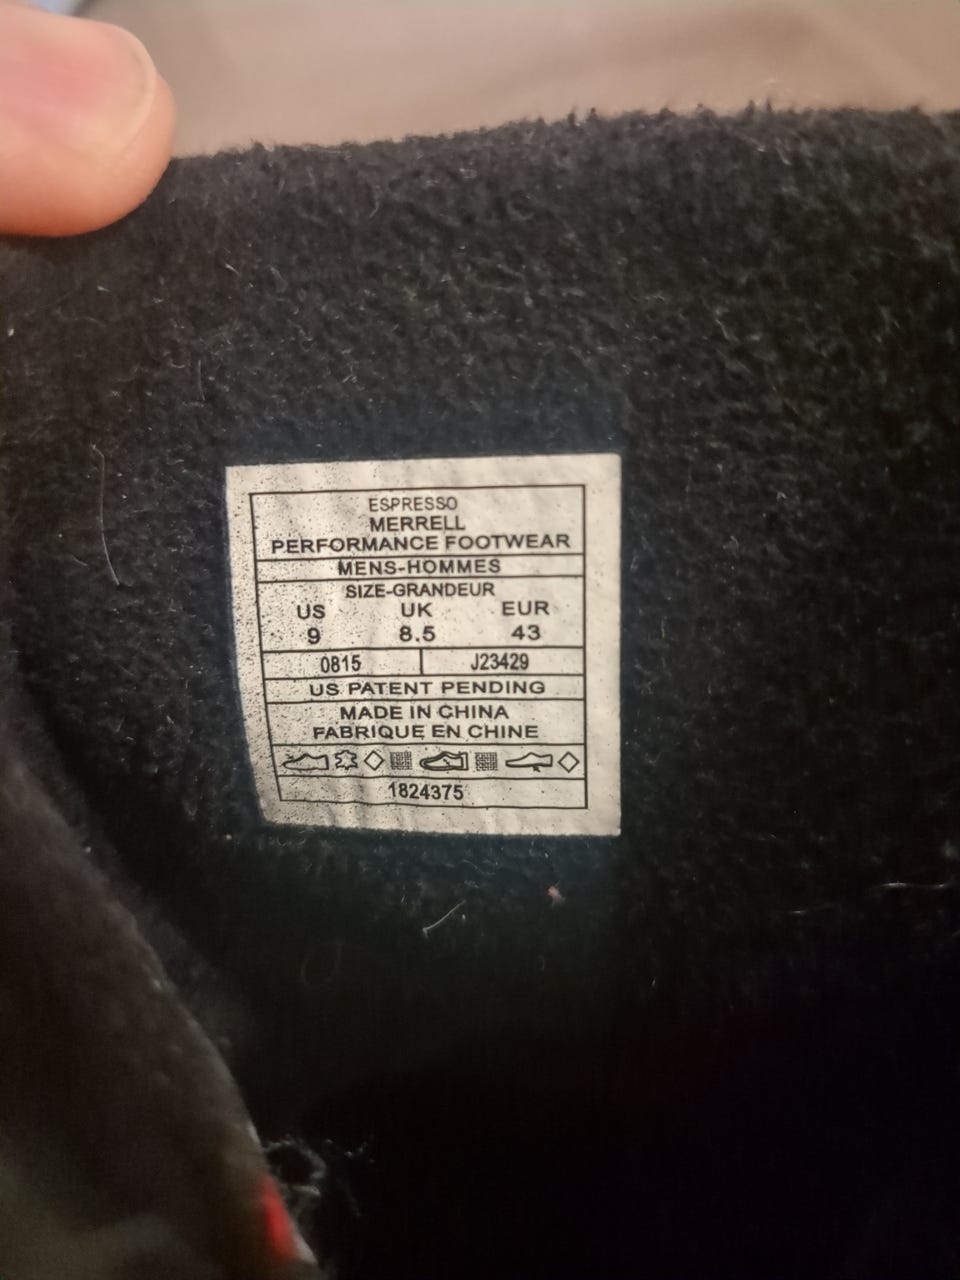 ESPRESSO
MERRELL
PERFORMANCE FOOTWEAR
MENS-HOMMES
SIZE-GRANDEUR
US UK EUR
9 8.5 43
0815 J23429
US PATENT PENDING
MADE IN CHINA
FABRIQUE EN CHINE
1824375